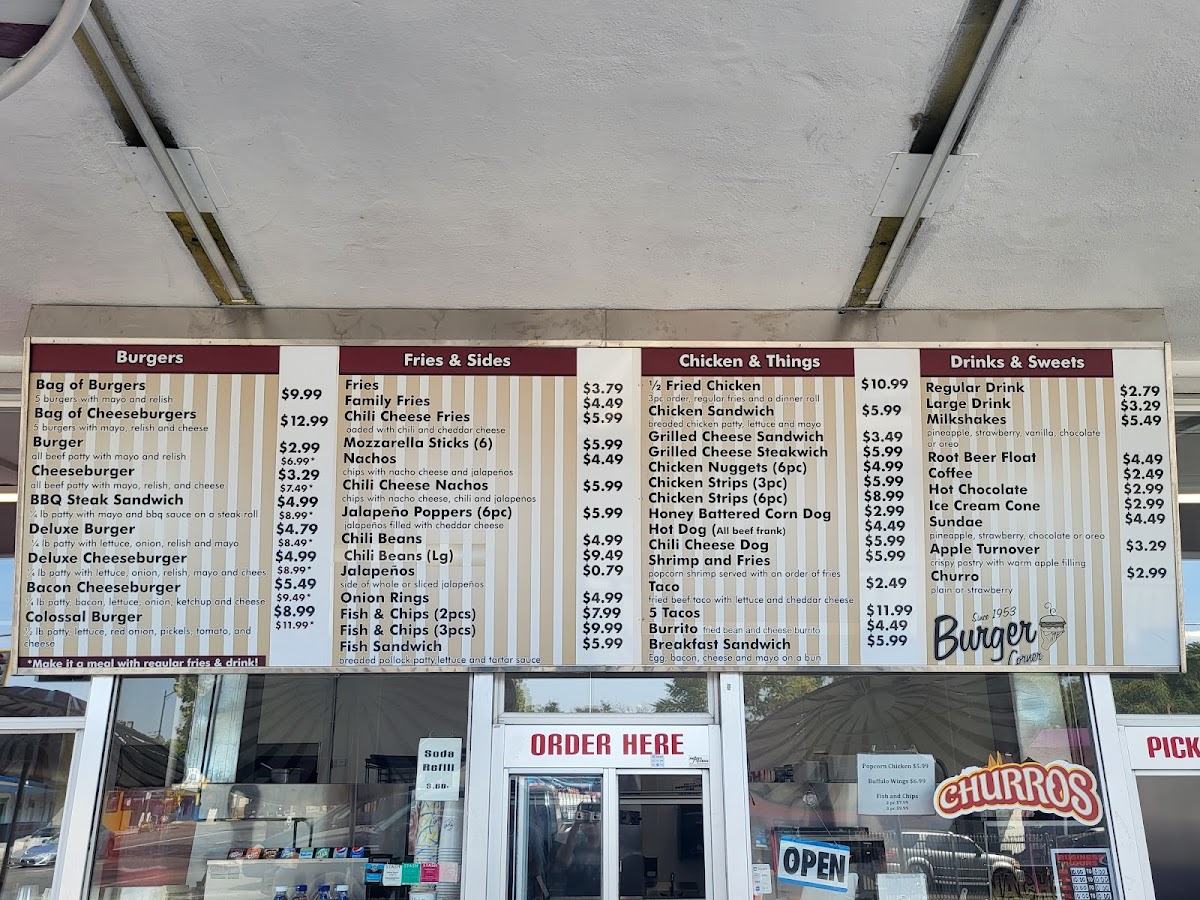 Burgers
Bag of Burgers $9.99
5 burgers with mayo and relish
Bag of Cheeseburgers $12.99
5 burgers with mayo, relish and cheese
Burger $2.99
all beef patty with mayo and relish $6.99*
Cheeseburger $3.29
all beef patty with mayo, relish, and cheese $7.49*
BBQ Steak Sandwich $4.99
¼ lb patty with mayo and bbq sauce on a steak roll $8.99*
Deluxe Burger $4.79
¼ lb patty with lettuce, onion, relish and mayo $8.49*
Deluxe Cheeseburger $4.99
¼ lb patty with lettuce, onion, relish, mayo and chees $8.99*
Bacon Cheeseburger $5.49
¼ lb patty, bacon, lettuce, onion, ketchup and cheese $9.49*
Colossal Burger $8.99
½ lb patty, lettuce, red onion, pickels, tomato, and $11.99*
cheese
*Make it a meal with regular fries & drink!
Fries & Sides
Fries $3.79
Family Fries $4.49
Chili Cheese Fries $5.99
oaded with chili and cheddar cheese
Mozzarella Sticks (6) $5.99
Nachos $4.49
chips with nacho cheese and jalapeños
Chili Cheese Nachos $5.99
chips with nacho cheese, chili and jalapeños
Jalapeño Poppers (6pc) $5.99
jalapeños filled with cheddar cheese
Chili Beans $4.99
Chili Beans (Lg) $9.49
Jalapeños $0.79
side of whole or sliced jalapeños
Onion Rings $4.99
Fish & Chips (2pcs) $7.99
Fish & Chips (3pcs) $9.99
Fish Sandwich $5.99
breaded pollock patty, lettuce and tartar sauce
Chicken & Things
½ Fried Chicken $10.99
3pc order, regular fries and a dinner roll
Chicken Sandwich $5.99
breaded chicken patty, lettuce and mayo
Grilled Cheese Sandwich $3.49
Grilled Cheese Steakwich $5.99
Chicken Nuggets (6pc) $4.99
Chicken Strips (3pc) $5.99
Chicken Strips (6pc) $8.99
Honey Battered Corn Dog $2.99
Hot Dog (All beef frank) $4.49
Chili Cheese Dog $5.99
Shrimp and Fries $5.99
popcorn shrimp served with an order of fries
Taco $2.49
fried beef taco with lettuce and cheddar cheese
5 Tacos $11.99
Burrito fried bean and cheese burrito $4.49
Breakfast Sandwich $5.99
Egg, bacon, cheese and mayo on a bun
Drinks & Sweets
Regular Drink $2.79
Large Drink $3.29
Milkshakes $5.49
pineapple, strawberry, vanilla, chocolate
or oreo
Root Beer Float $4.49
Coffee $2.49
Hot Chocolate $2.99
Ice Cream Cone $2.99
Sundae $4.49
pineapple, strawberry, chocolate or oreo
Apple Turnover $3.29
crispy pastry with warm apple filling
Churro $2.99
plain or strawberry
Since 1953
Burger
Corner
Soda
Refill
$.60
ORDER HERE
Popcorn Chicken $5.99
Buffalo Wings $6.99
Fish and Chips
2 pc $7.99
3 pc $9.99
CHURROS
OPEN
PICK
BUSINESS
HOURS